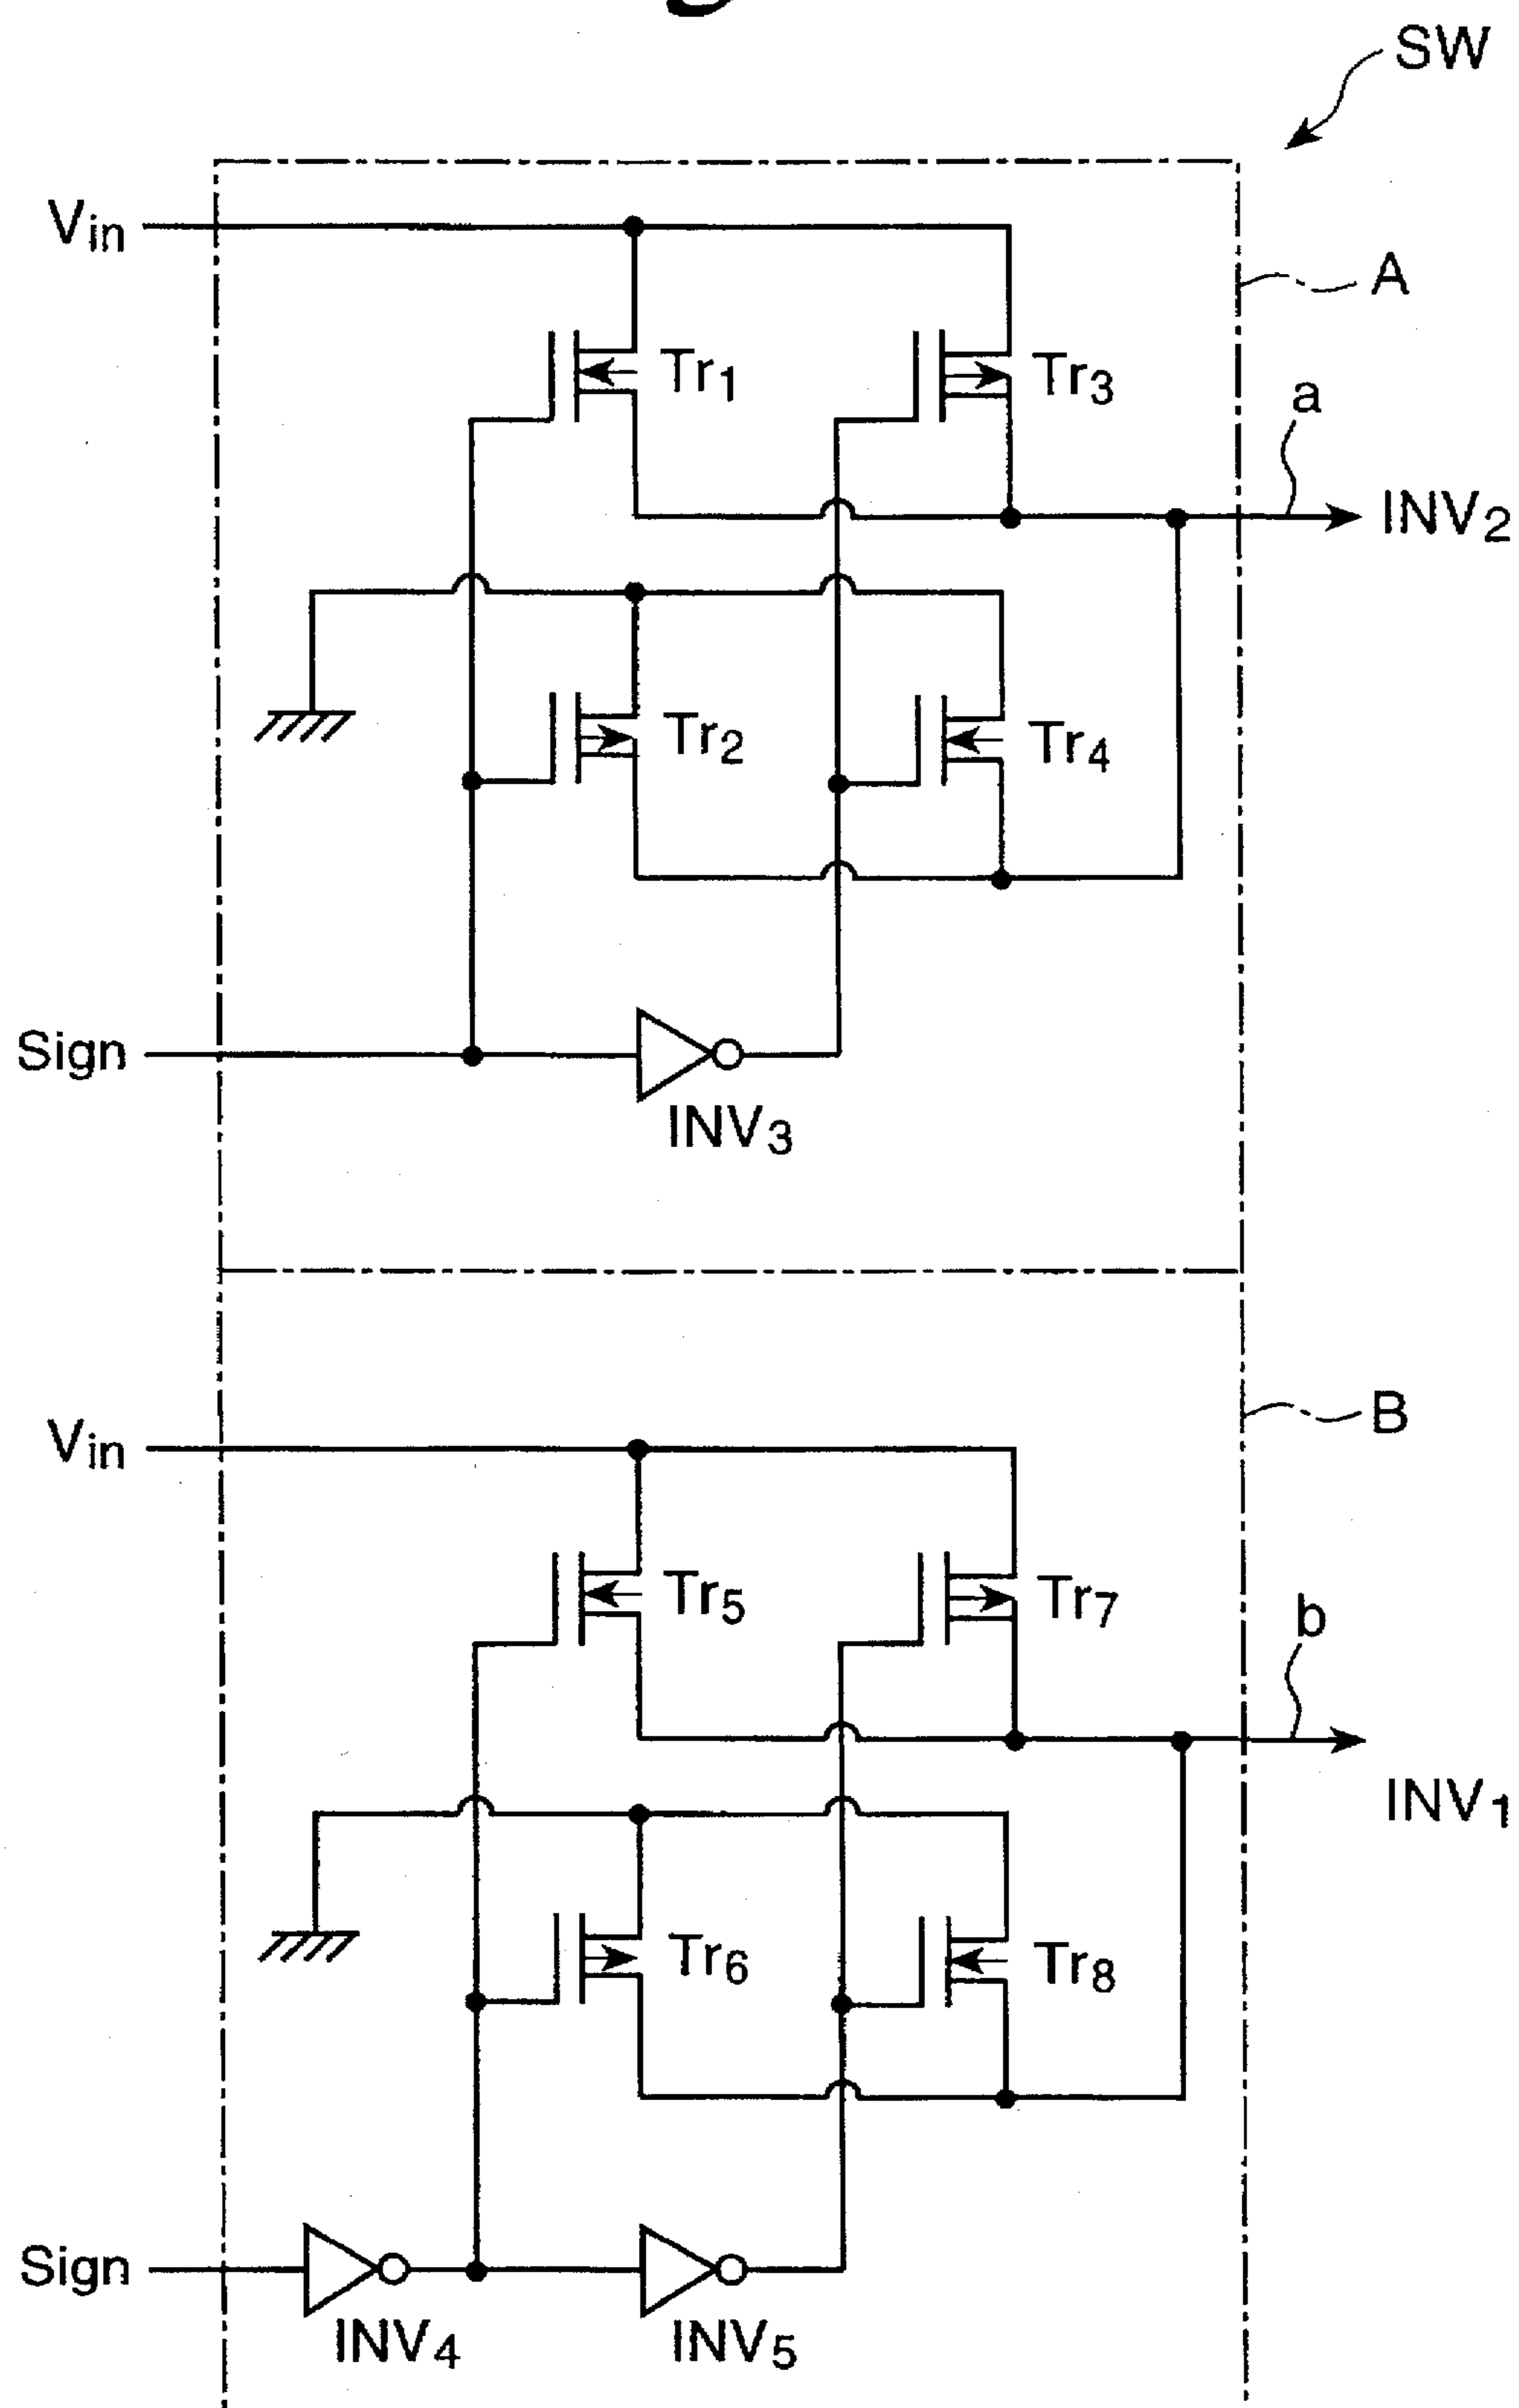 SW
Vin
A
Tr1
Tr3
a
INV2
Tr2
Tr4
Sign
INV3
Vin
B
Tr5
Tr7
b
INV1
Tr6
Tr8
Sign
INV4
INV5